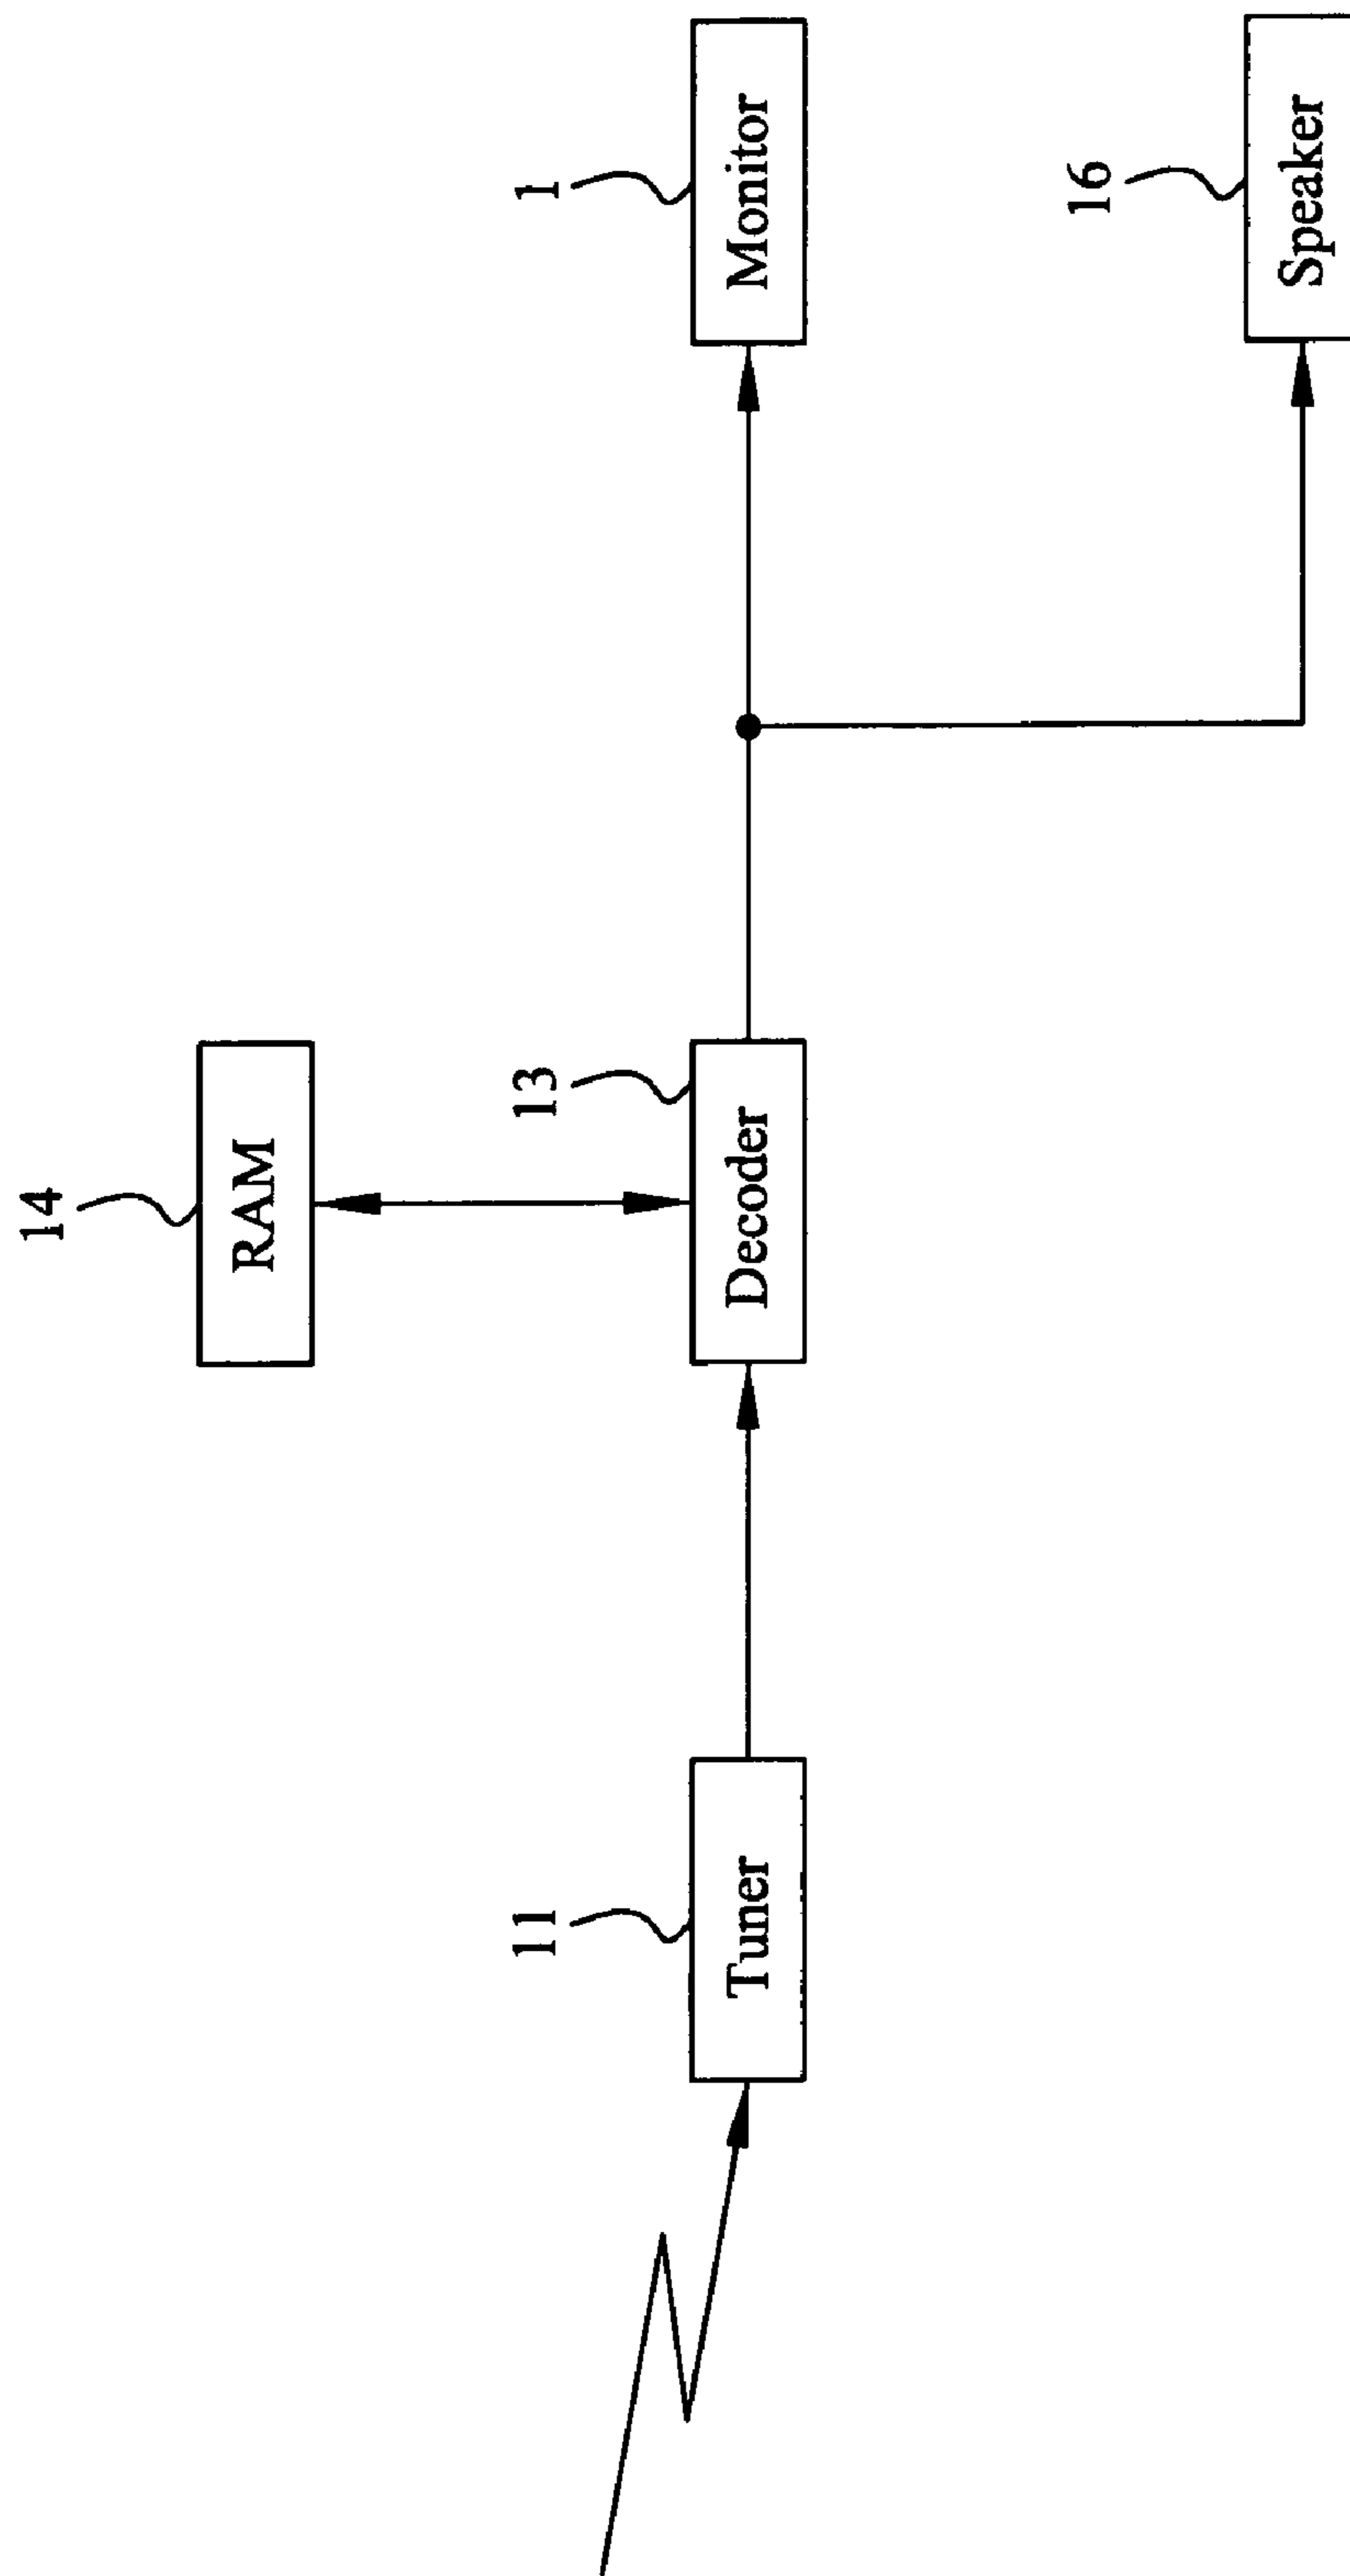 14
RAM
11
Tuner
13
Decoder
1
Monitor
16
Speaker